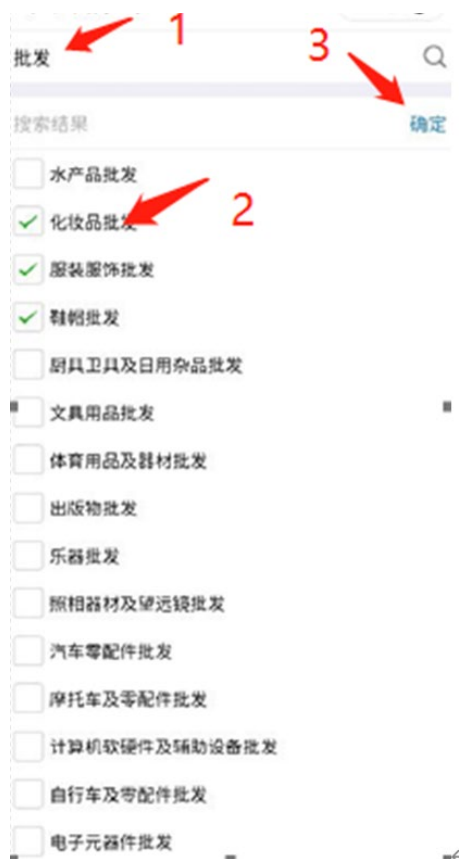 1
批发
3
搜索结果
确定
水产品批发
化妆品批发
2
服装服饰批发
鞋帽批发
厨具卫具及日用杂品批发
文具用品批发
体育用品及器材批发
出版物批发
乐器批发
照相器材及望远镜批发
汽车零配件批发
摩托车及零配件批发
计算机软硬件及辅助设备批发
自行车及零配件批发
电子元器件批发